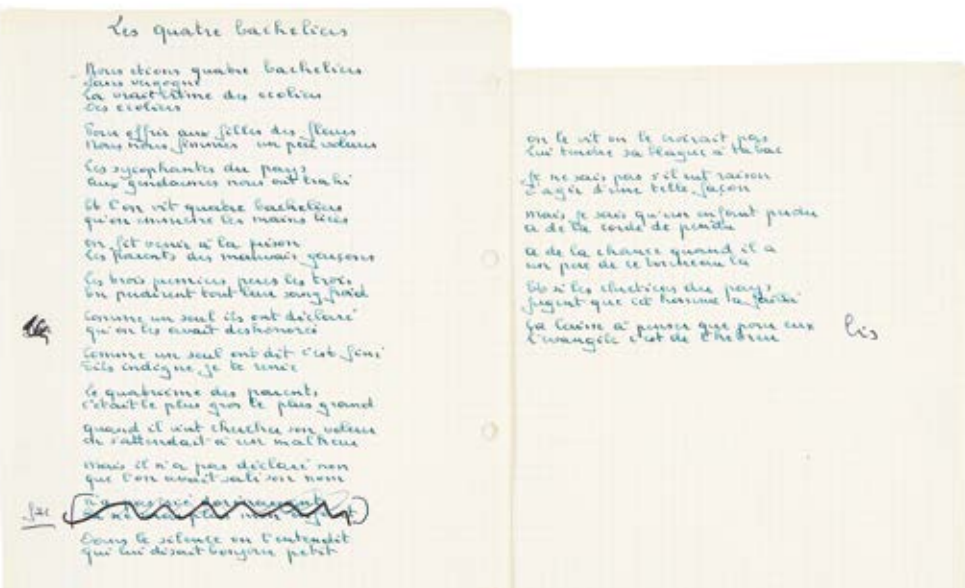 Les quatre bacheliers
Nous étions quatre bacheliers
sans vergogne
La vraie crème des écoliers
Des écoliers
Pour offrir aux filles des fleurs
Nous nous fimmes un peu voleurs
Les sycophantes du pays
aux gendarmes nous ont trahi
Et l'on vit quatre bacheliers
qu'on emmène les mains liées
on fit venir à la prison
Les parents des mauvais garçons
Les trois premiers pères les trois
En perdirent tout leur sang froid
Comme un seul ils ont déclaré
qu'on les avait deshonoré
Comme un seul ont dit c'est fini
Fils indigne je te renie
Le quatrième des parents
c'était le plus gros le plus grand
quand il vint chercher son voleur
on s'attendait à un malheur
mais il n'a pas déclaré non
que l'on avait sali son nom
Dans le silence on l'entendit
qui lui disait bonjour petit
on le vit on le croirait pas
Lui tendre sa blague à tabac
Je ne sais pas s'il eut raison
D'agir d'une telle façon
mais je sais qu'un enfant perdu
a de la corde de pendu
a de la chance quand il a
un père de ce tonneau là
Et si les chrétiens du pays
jugent que cet homme a failli
Ça laisse à penser que pour eux
L'évangile c'est de l'hébreu
bis